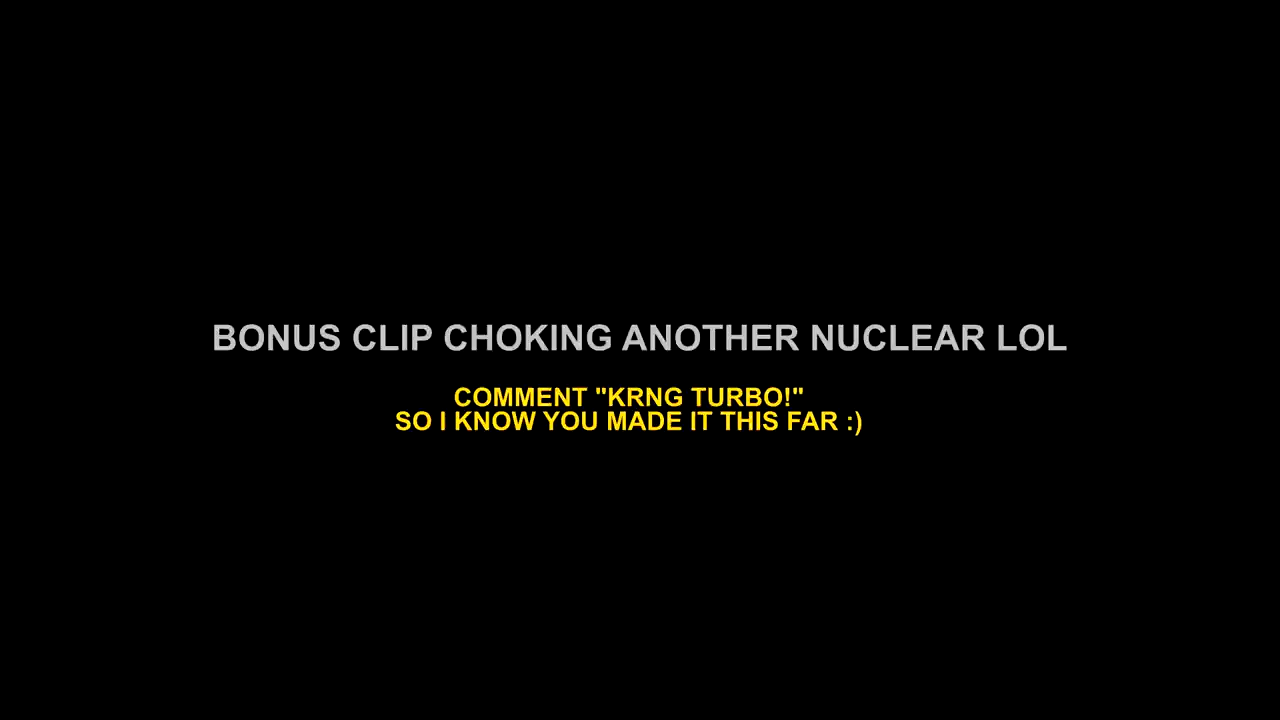 BONUS CLIP CHOKING ANOTHER NUCLEAR LOL
COMMENT "KRNG TURBO!"
SO I KNOW YOU MADE IT THIS FAR :)